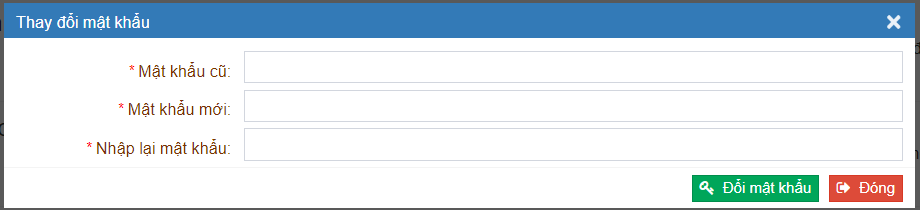 Thay đổi mật khẩu
* Mật khẩu cũ:
* Mật khẩu mới:
* Nhập lại mật khẩu:
Đổi mật khẩu Đóng